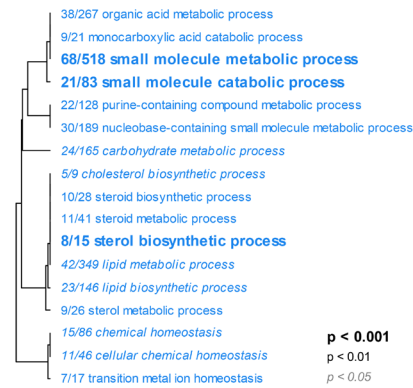 38/267 organic acid metabolic process
9/21 monocarboxylic acid catabolic process
68/518 small molecule metabolic process
21/83 small molecule catabolic process
22/128 purine-containing compound metabolic process
30/189 nucleobase-containing small molecule metabolic process
24/165 carbohydrate metabolic process
5/9 cholesterol biosynthetic process
10/28 steroid biosynthetic process
11/41 steroid metabolic process
8/15 sterol biosynthetic process
42/349 lipid metabolic process
23/146 lipid biosynthetic process
9/26 sterol metabolic process
15/86 chemical homeostasis
11/46 cellular chemical homeostasis
7/17 transition metal ion homeostasis
p < 0.001
p < 0.01
p < 0.05